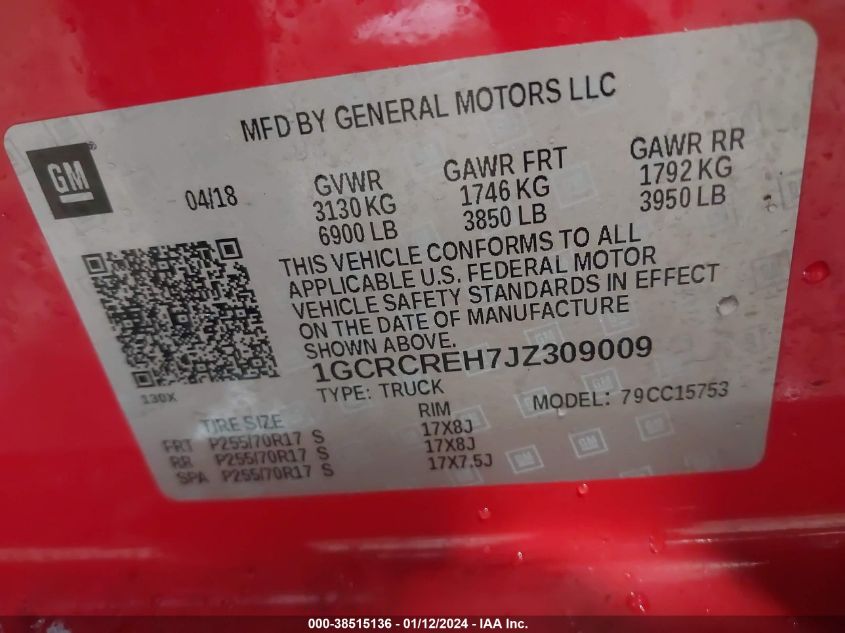 MFD BY GENERAL MOTORS LLC
GM®
04/18
GVWR
3130 KG
6900 LB
GAWR FRT
1746 KG
3850 LB
GAWR RR
1792 KG
3950 LB
THIS VEHICLE CONFORMS TO ALL
APPLICABLE U.S. FEDERAL MOTOR
VEHICLE SAFETY STANDARDS IN EFFECT
ON THE DATE OF MANUFACTURE
SHOWN ABOVE.
1GCRCREH7JZ309009
130X
TYPE: TRUCK
MODEL: 79CC15753
TIRE SIZE RIM
FRT P255/70R17 S 17X8J
RR P255/70R17 S 17X8J
SPA P255/70R17 S 17X7.5J
000-38515136 - 01/12/2024 - IAA Inc.